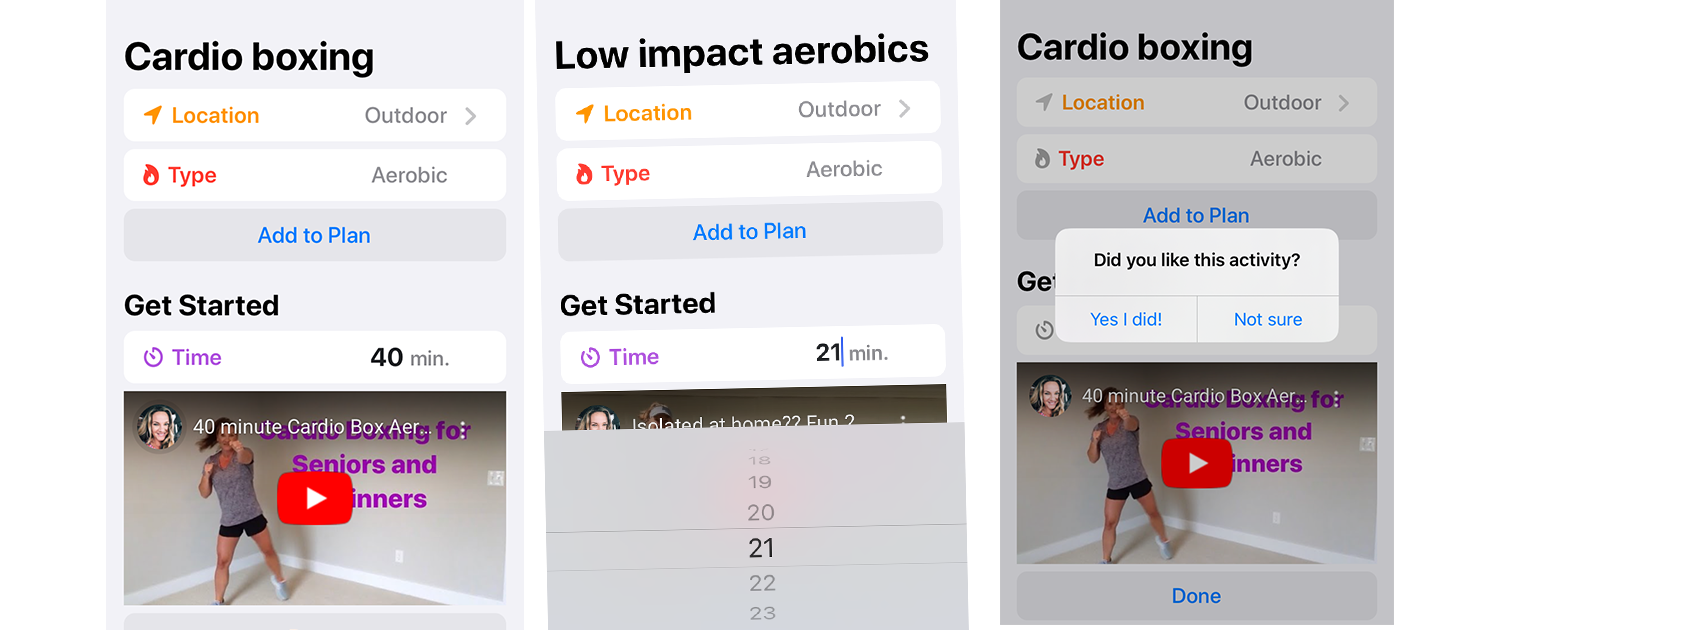 Cardio boxing
Location Outdoor
Type Aerobic
Add to Plan
Get Started
Time 40 min.
40 minute Cardio Box Aer...
Cardio Boxing for
Seniors and
inners
Low impact aerobics
Location Outdoor
Type Aerobic
Add to Plan
Get Started
Time 21 min.
Isolated at home?? Fun 2
18
19
20
21
22
23
Cardio boxing
Location Outdoor
Type Aerobic
Add to Plan
Get
Did you like this activity?
Yes I did! Not sure
40 minute Cardio Box Aer...
Cardio Boxing for
Seniors and
inners
Done